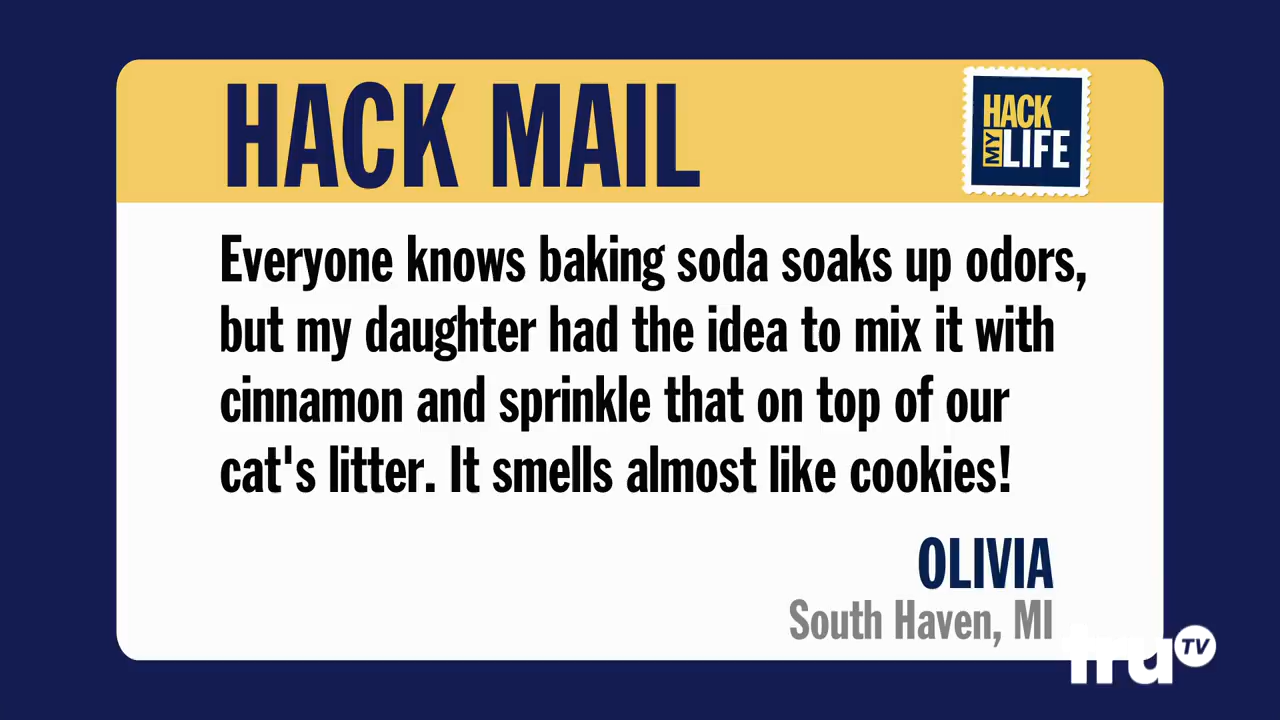 HACK MAIL
HACK
MY
LIFE
Everyone knows baking soda soaks up odors,
but my daughter had the idea to mix it with
cinnamon and sprinkle that on top of our
cat's litter. It smells almost like cookies!
OLIVIA
South Haven, MI
truTV